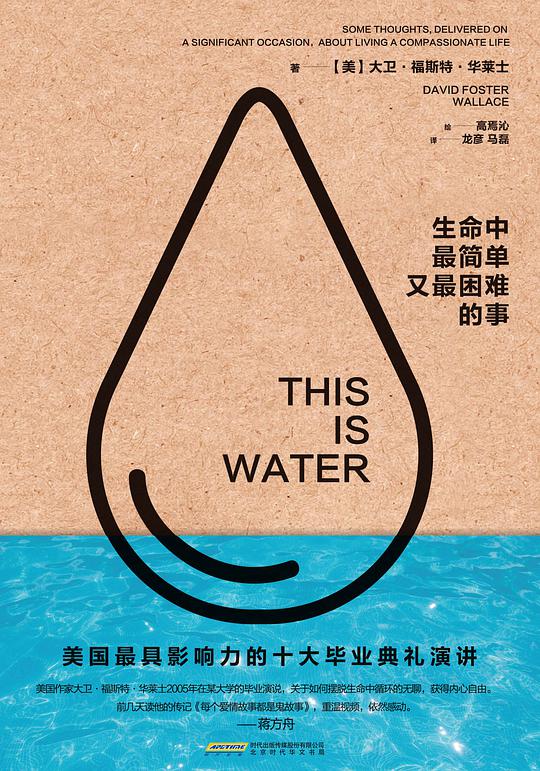 SOME THOUGHTS, DELIVERED ON
A SIGNIFICANT OCCASION, ABOUT LIVING A COMPASSIONATE LIFE
著——【美】大卫·福斯特·华莱士
DAVID FOSTER
WALLACE
绘——高焉沁
译——龙彦 马磊
生命中
最简单
又最困难
的事
THIS
IS
WATER
美国最具影响力的十大毕业典礼演讲
美国作家大卫·福斯特·华莱士2005年在某大学的毕业演说，关于如何摆脱生命中循环的无聊，获得内心自由。
前几天读他的传记《每个爱情故事都是鬼故事》，重温视频，依然感动。
——蒋方舟
APGTIME
时代出版传媒股份有限公司
北京时代华文书局